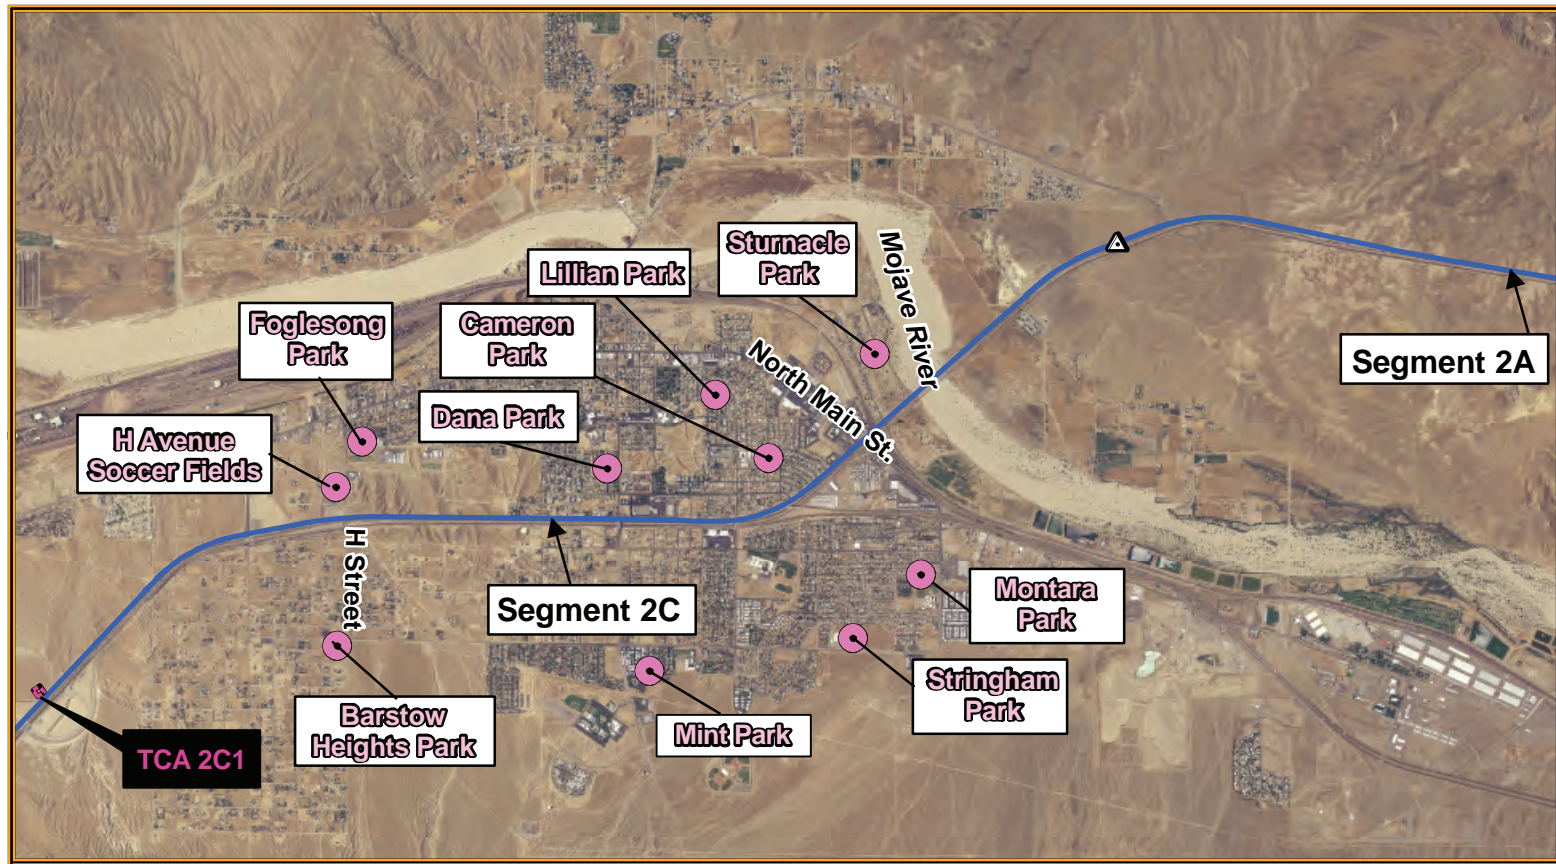 Sturnacle
Park
Mojave River
Lillian Park
Foglesong
Park
Cameron
Park
Segment 2A
North Main St.
Dana Park
H Avenue
Soccer Fields
H Street
Segment 2C
Montara
Park
Stringham
Park
Barstow
Heights Park
Mint Park
TCA 2C1